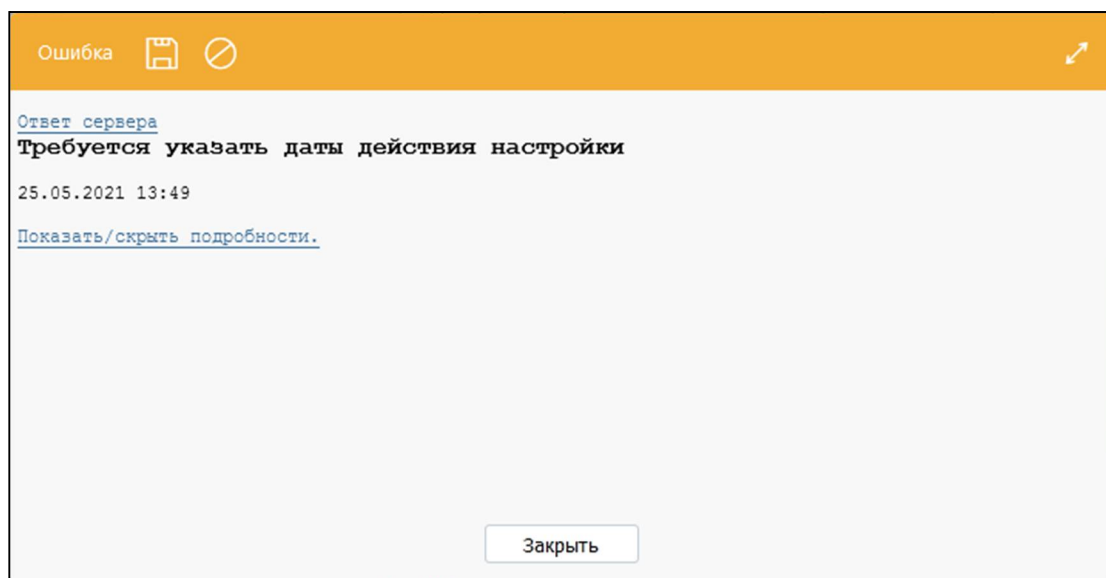 Ошибка
Ответ сервера
Требуется указать даты действия настройки
25.05.2021 13:49
Показать/скрыть подробности.
Закрыть